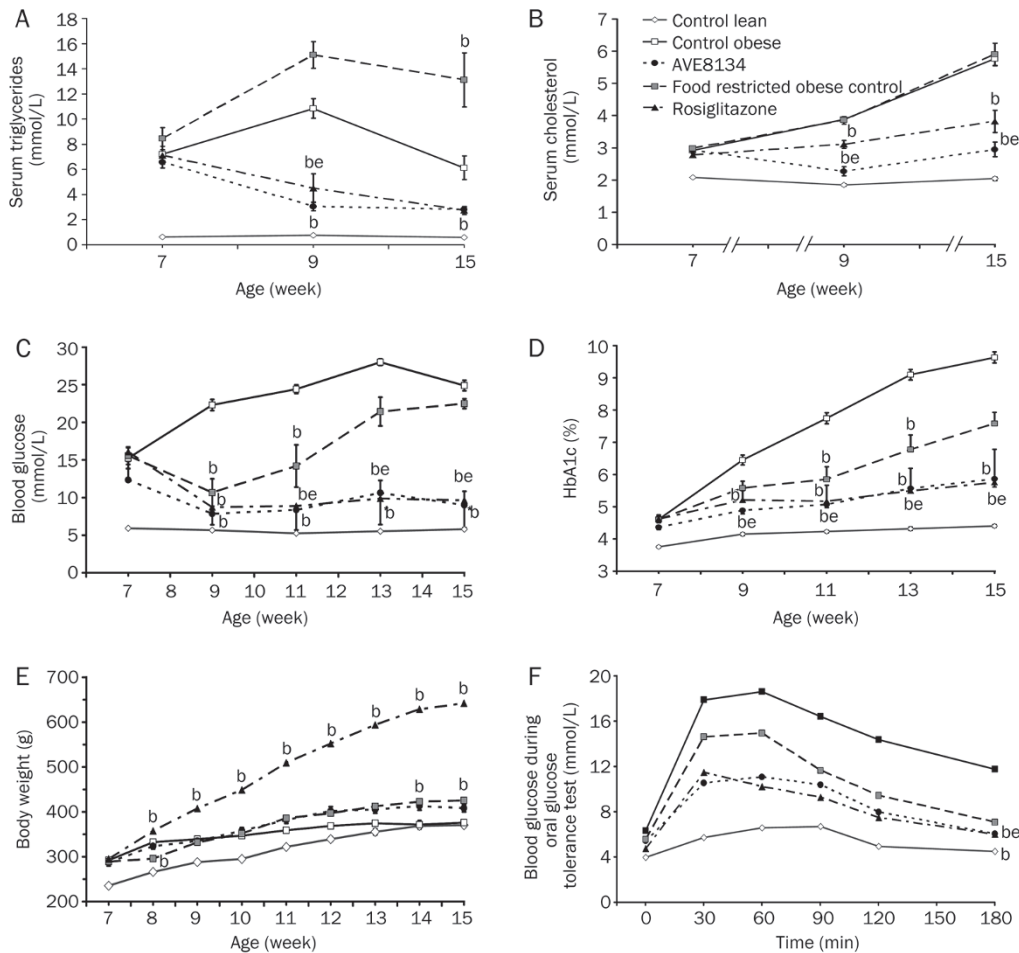 A
Serum triglycerides
(mmol/L)
18
16
14
12
10
8
6
4
2
0
b
be
b
b
7
9
15
Age (week)
B
Control lean
Control obese
AVE8134
Food restricted obese control
Rosiglitazone
Serum cholesterol
(mmol/L)
7
6
5
4
3
2
1
0
b
b
be
be
7
9
15
Age (week)
C
Blood glucose
(mmol/L)
30
25
20
15
10
5
0
b
b
be
be
b
b
be
b
b
b
7
8
9
10
11
12
13
14
15
Age (week)
D
HbA1c (%)
10
9
8
7
6
5
4
3
b
b
b
b
b
be
be
be
be
7
9
11
13
15
Age (week)
E
Body weight (g)
700
600
500
400
300
200
b
b
b
b
b
b
b
b
b
b
b
7
8
9
10
11
12
13
14
15
Age (week)
F
Blood glucose during
oral glucose
tolerance test (mmol/L)
20
16
12
8
4
0
be
b
0
30
60
90
120
150
180
Time (min)